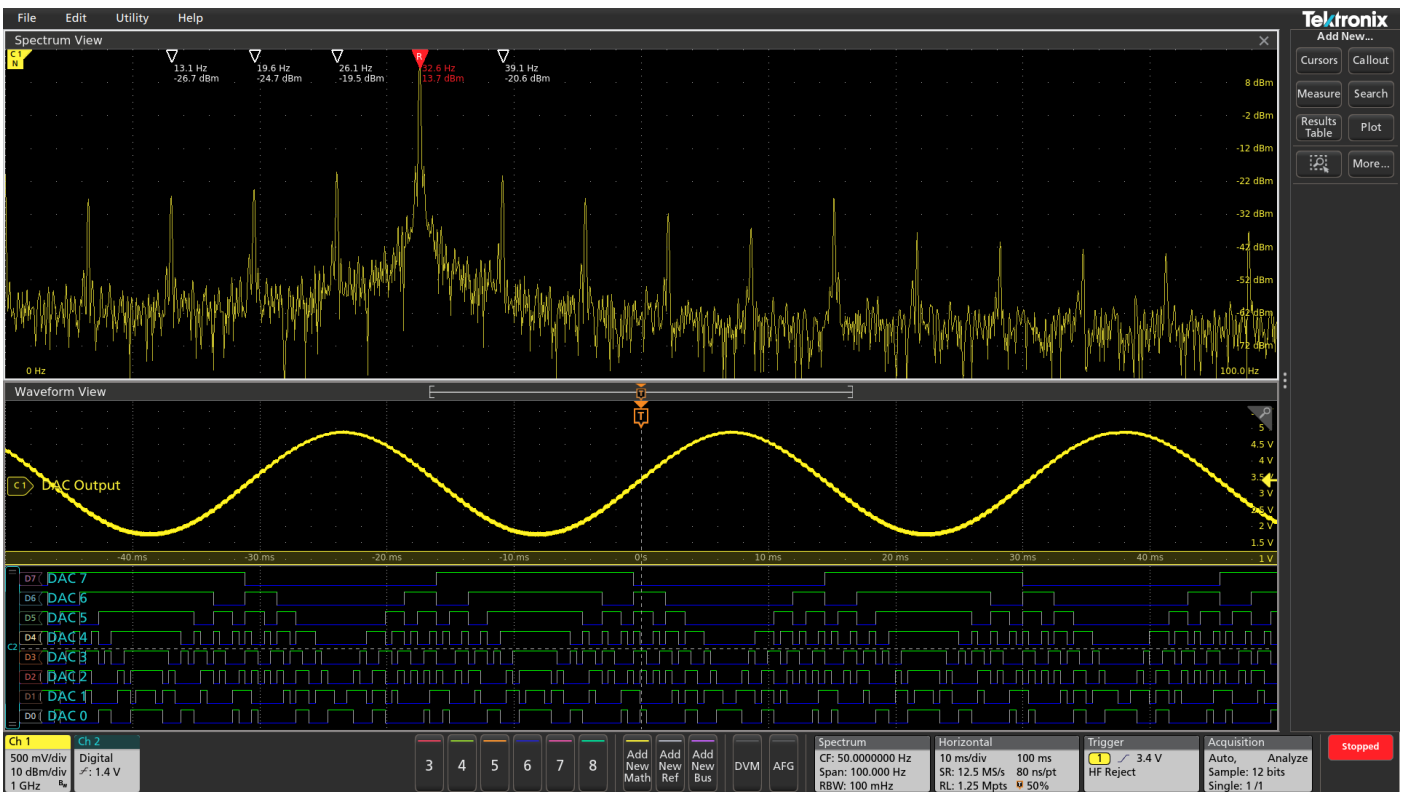 File Edit Utility Help
Tektronix
Add New...
Spectrum View
C1
N
13.1 Hz
-26.7 dBm
19.6 Hz
-24.7 dBm
26.1 Hz
-19.5 dBm
R
32.6 Hz
13.7 dBm
39.1 Hz
-20.6 dBm
8 dBm
-2 dBm
-12 dBm
-22 dBm
-32 dBm
-42 dBm
-52 dBm
-62 dBm
-72 dBm
0 Hz
100.0 Hz
Cursors Callout
Measure Search
Results Table Plot
More...
Waveform View
T
T
C1 DAC Output
5
4.5 V
4 V
3.5 V
3 V
2.5 V
2 V
1.5 V
1 V
-40 ms -30 ms -20 ms -10 ms 0 s 10 ms 20 ms 30 ms 40 ms
C2
D7 DAC 7
D6 DAC 6
D5 DAC 5
D4 DAC 4
D3 DAC 3
D2 DAC 2
D1 DAC 1
D0 DAC 0
Ch 1
500 mV/div
10 dBm/div
1 GHz
Ch 2
Digital
: 1.4 V
3 4 5 6 7 8
Add New Math
Add New Ref
Add New Bus
DVM
AFG
Spectrum
CF: 50.0000000 Hz
Span: 100.000 Hz
RBW: 100 mHz
Horizontal
10 ms/div 100 ms
SR: 12.5 MS/s 80 ns/pt
RL: 1.25 Mpts 50%
Trigger
1 3.4 V
HF Reject
Acquisition
Auto, Analyze
Sample: 12 bits
Single: 1 /1
Stopped